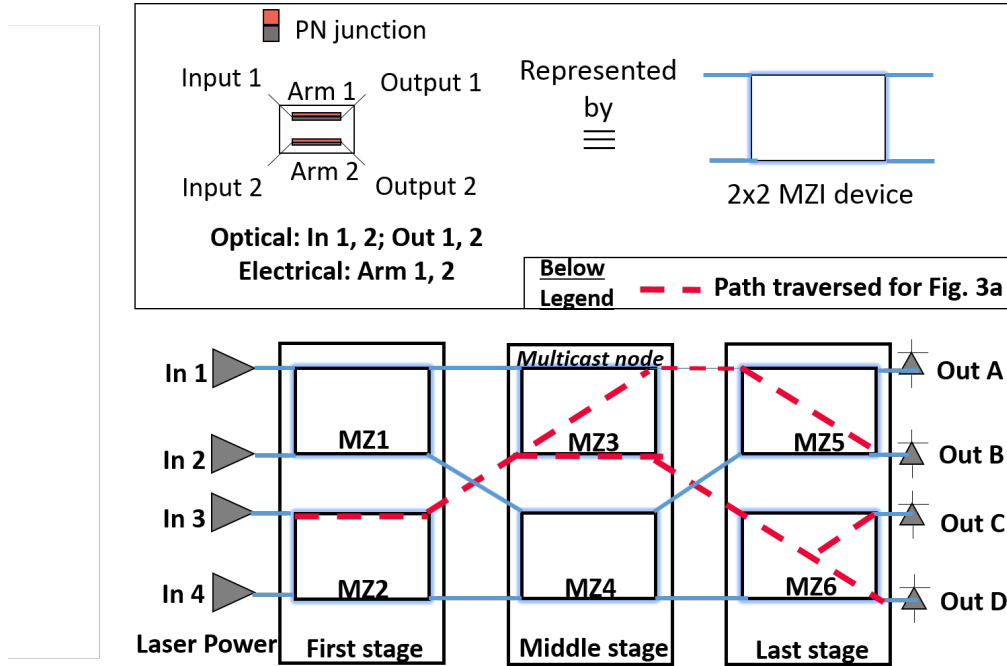 PN junction
Input 1
Arm 1
Output 1
Input 2
Arm 2
Output 2
Optical: In 1, 2; Out 1, 2
Electrical: Arm 1, 2
Represented
by
2x2 MZI device
Below
Legend
Path traversed for Fig. 3a
In 1
In 2
In 3
In 4
Laser Power
MZ1
MZ2
First stage
Multicast node
MZ3
MZ4
Middle stage
MZ5
MZ6
Last stage
Out A
Out B
Out C
Out D